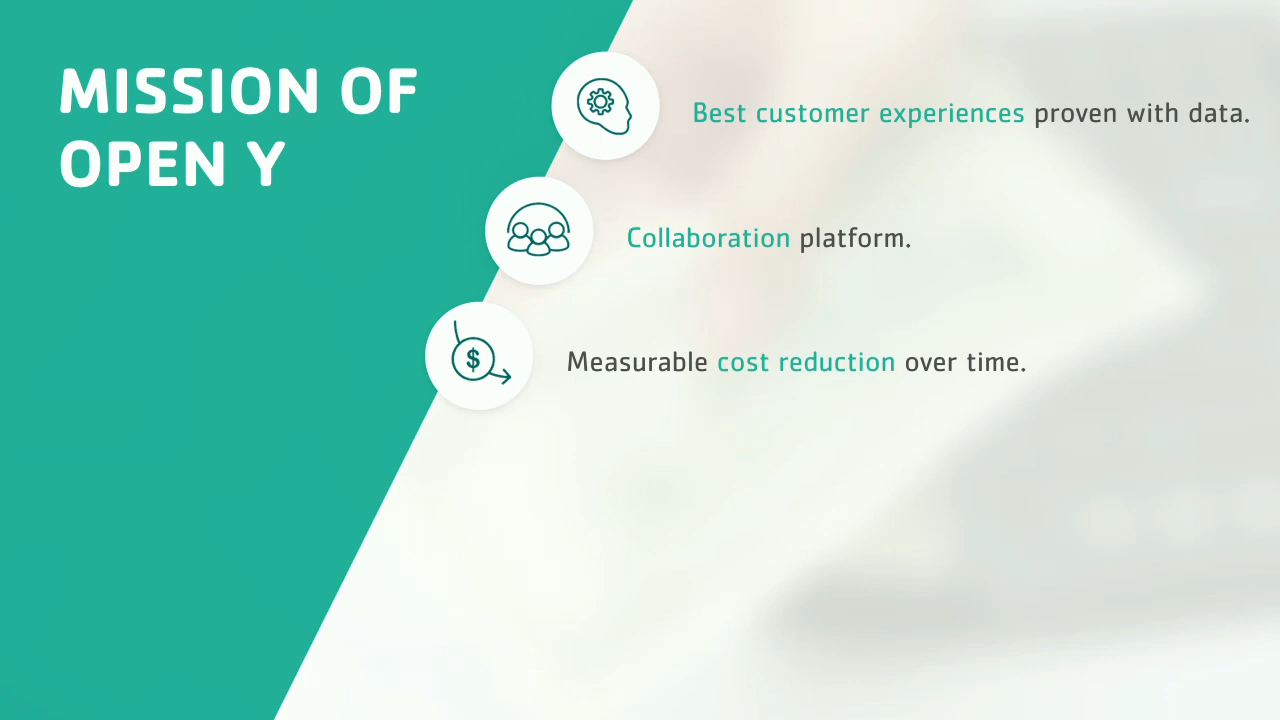 MISSION OF
OPEN Y
Best customer experiences proven with data.
Collaboration platform.
$
Measurable cost reduction over time.